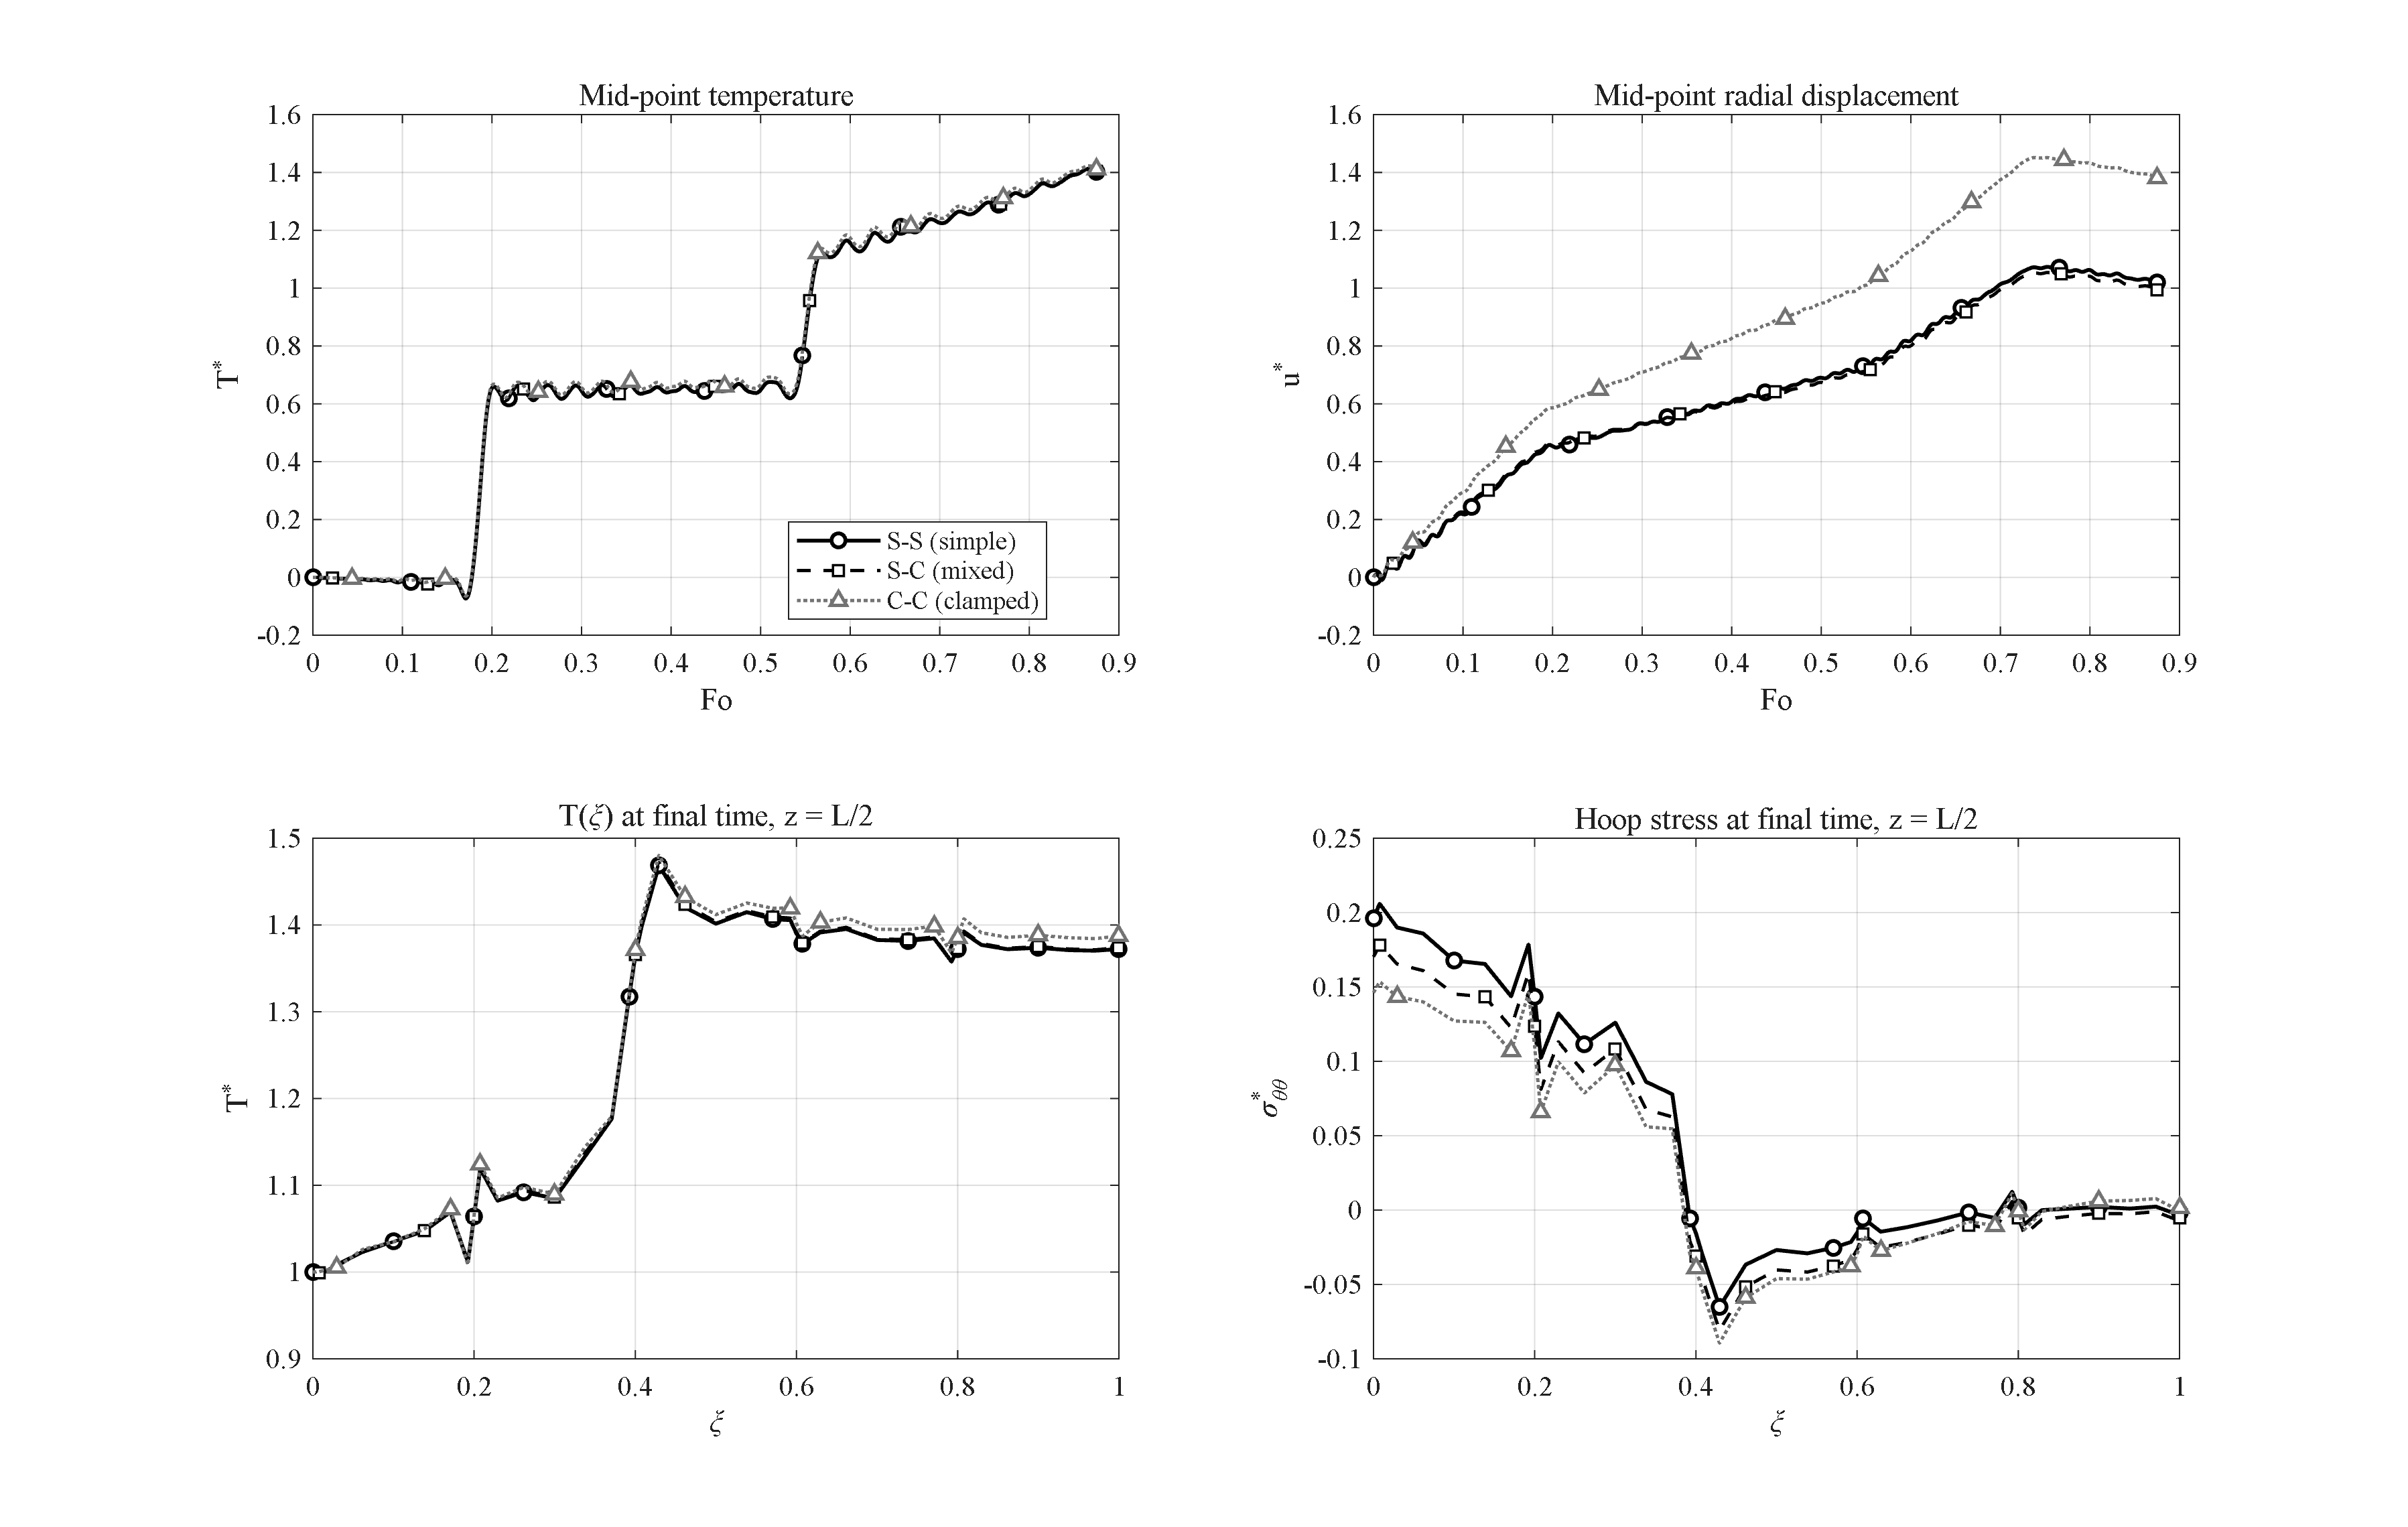 Mid-point temperature
1.6
1.4
1.2
1
0.8
0.6
0.4
0.2
0
-0.2
T*
0 0.1 0.2 0.3 0.4 0.5 0.6 0.7 0.8 0.9
Fo
S-S (simple)
S-C (mixed)
C-C (clamped)
Mid-point radial displacement
1.6
1.4
1.2
1
0.8
0.6
0.4
0.2
0
-0.2
u*
0 0.1 0.2 0.3 0.4 0.5 0.6 0.7 0.8 0.9
Fo
T(ξ) at final time, z = L/2
1.5
1.4
1.3
1.2
1.1
1
0.9
T*
0 0.2 0.4 0.6 0.8 1
ξ
Hoop stress at final time, z = L/2
0.25
0.2
0.15
0.1
0.05
0
-0.05
-0.1
σ*θθ
0 0.2 0.4 0.6 0.8 1
ξ